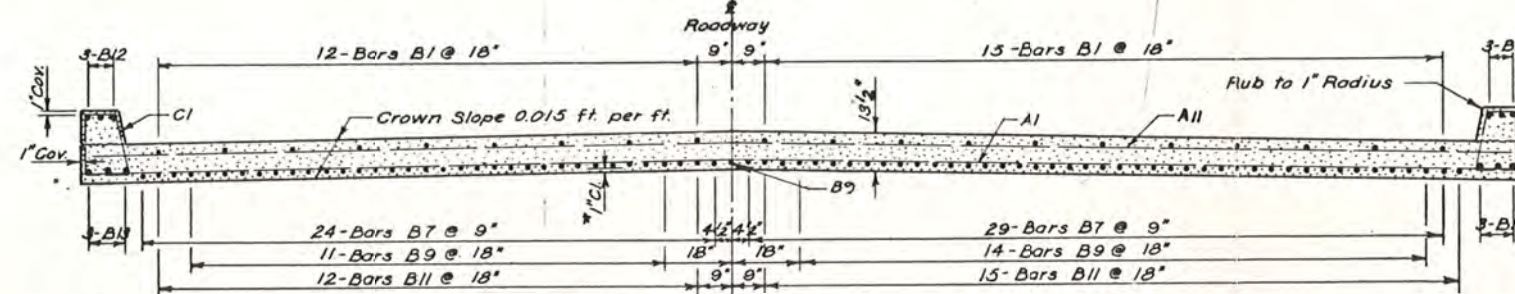 ℄
Roadway
3-B12
12-Bars B1 @ 18"
9" 9"
15-Bars B1 @ 18"
1" Cov.
C1
Crown Slope 0.015 ft. per ft.
13½"
A1
A11
Rub to 1" Radius
1" Cov.
*1" Cl.
B9
3-B13
24-Bars B7 @ 9"
4½" 4½"
29-Bars B7 @ 9"
11-Bars B9 @ 18"
18" 18"
14-Bars B9 @ 18"
12-Bars B11 @ 18"
9" 9"
15-Bars B11 @ 18"